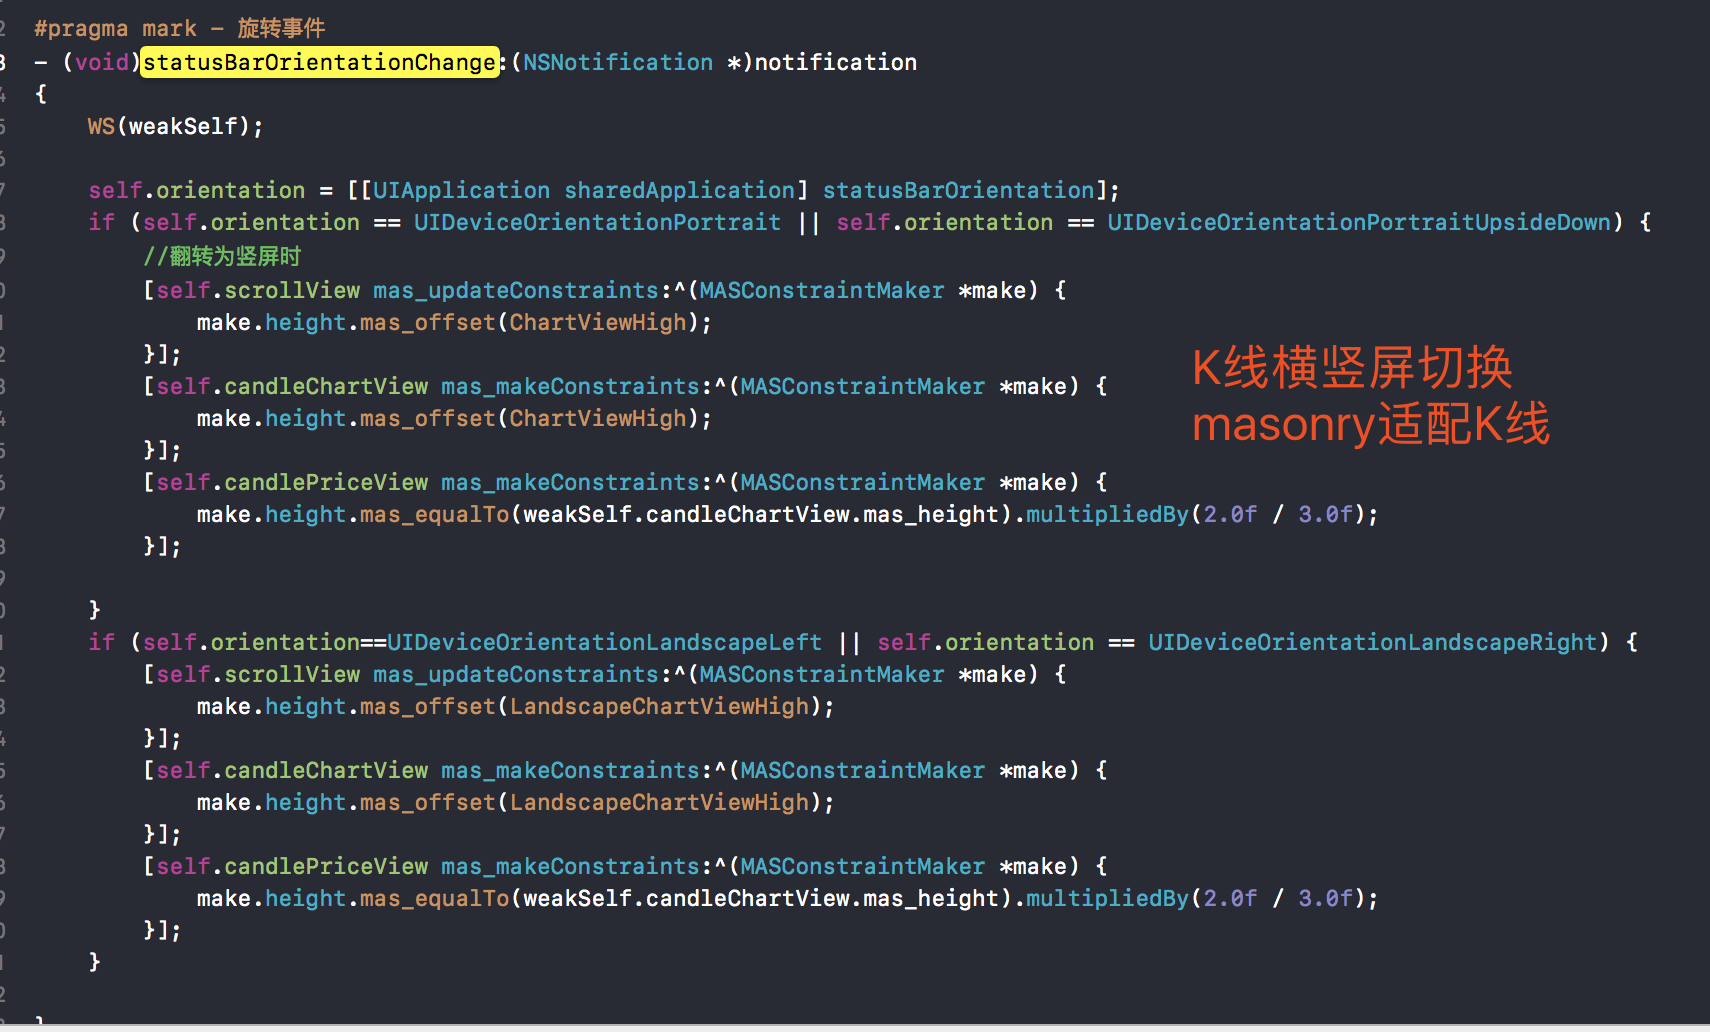 #pragma mark - 旋转事件
- (void)statusBarOrientationChange:(NSNotification *)notification
{
WS(weakSelf);
self.orientation = [[UIApplication sharedApplication] statusBarOrientation];
if (self.orientation == UIDeviceOrientationPortrait || self.orientation == UIDeviceOrientationPortraitUpsideDown) {
//翻转为竖屏时
[self.scrollView mas_updateConstraints:^(MASConstraintMaker *make) {
make.height.mas_offset(ChartViewHigh);
}];
[self.candleChartView mas_makeConstraints:^(MASConstraintMaker *make) {
make.height.mas_offset(ChartViewHigh);
}];
[self.candlePriceView mas_makeConstraints:^(MASConstraintMaker *make) {
make.height.mas_equalTo(weakSelf.candleChartView.mas_height).multipliedBy(2.0f / 3.0f);
}];
}
if (self.orientation==UIDeviceOrientationLandscapeLeft || self.orientation == UIDeviceOrientationLandscapeRight) {
[self.scrollView mas_updateConstraints:^(MASConstraintMaker *make) {
make.height.mas_offset(LandscapeChartViewHigh);
}];
[self.candleChartView mas_makeConstraints:^(MASConstraintMaker *make) {
make.height.mas_offset(LandscapeChartViewHigh);
}];
[self.candlePriceView mas_makeConstraints:^(MASConstraintMaker *make) {
make.height.mas_equalTo(weakSelf.candleChartView.mas_height).multipliedBy(2.0f / 3.0f);
}];
}
K线横竖屏切换
masonry适配K线